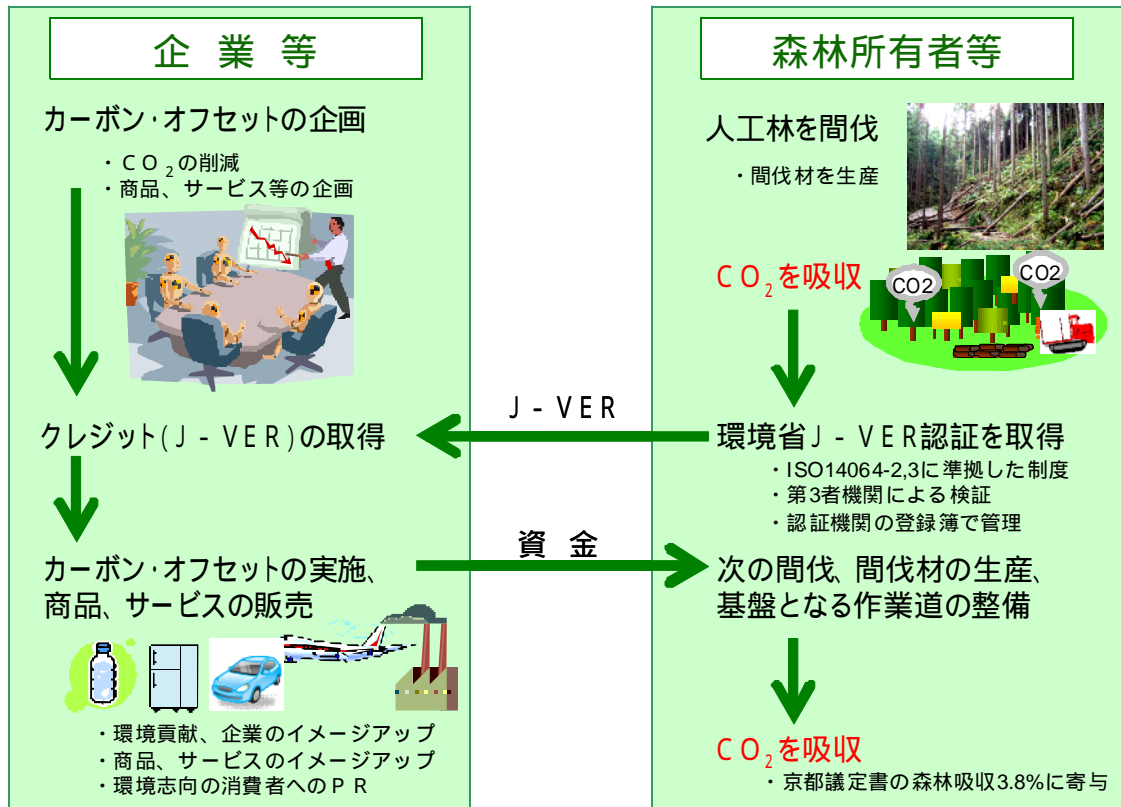 企業等
カーボン・オフセットの企画
・CO₂の削減
・商品、サービス等の企画
クレジット(J-VER)の取得
カーボン・オフセットの実施、
商品、サービスの販売
・環境貢献、企業のイメージアップ
・商品、サービスのイメージアップ
・環境志向の消費者へのPR
J-VER
資金
森林所有者等
人工林を間伐
・間伐材を生産
CO₂を吸収
CO2
CO2
環境省J-VER認証を取得
・ISO14064-2,3に準拠した制度
・第3者機関による検証
・認証機関の登録簿で管理
次の間伐、間伐材の生産、
基盤となる作業道の整備
CO₂を吸収
・京都議定書の森林吸収3.8%に寄与